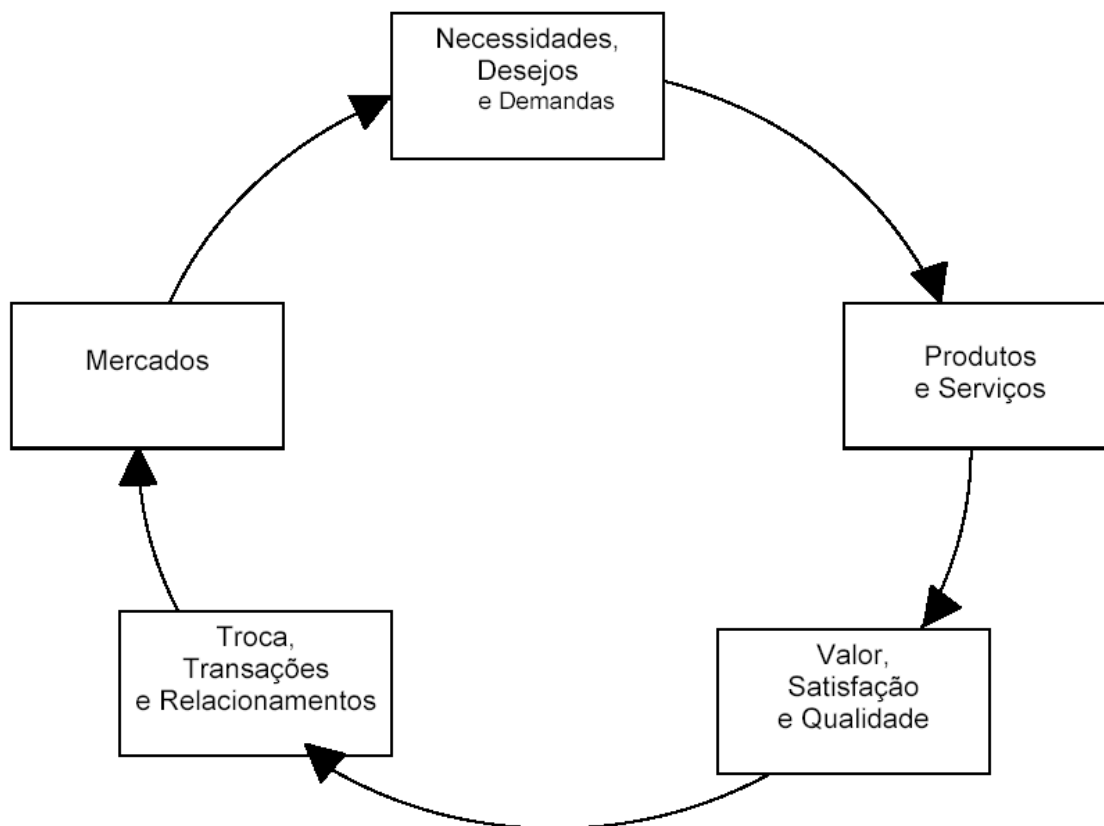 Necessidades,
Desejos
e Demandas
Mercados
Produtos
e Serviços
Troca,
Transações
e Relacionamentos
Valor,
Satisfação
e Qualidade